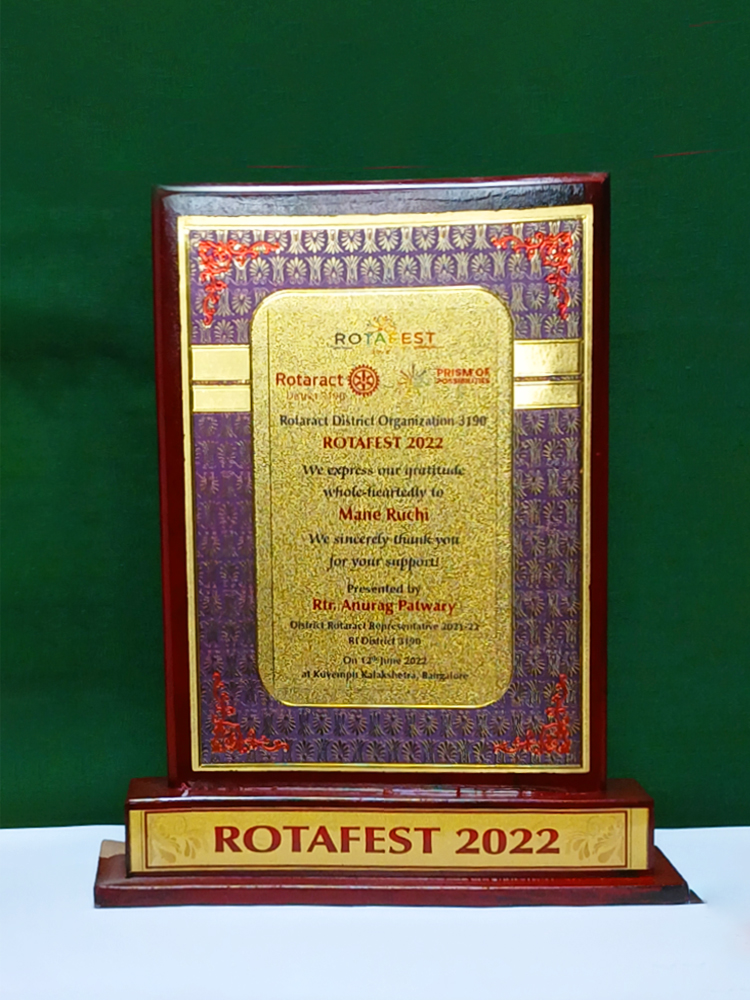 ROTAFEST
Rotaract
District 3190
PRISM OF
POSSIBILITIES
Rotaract District Organization 3190
ROTAFEST 2022
We express our gratitude
whole-heartedly to
Mane Ruchi
We sincerely thank you
for your support!
Presented by
Rtr. Anurag Patwary
District Rotaract Representative 2021-22
RI District 3190
On 12th June 2022
at Kuvempu Kalakshetra, Bangalore
ROTAFEST 2022